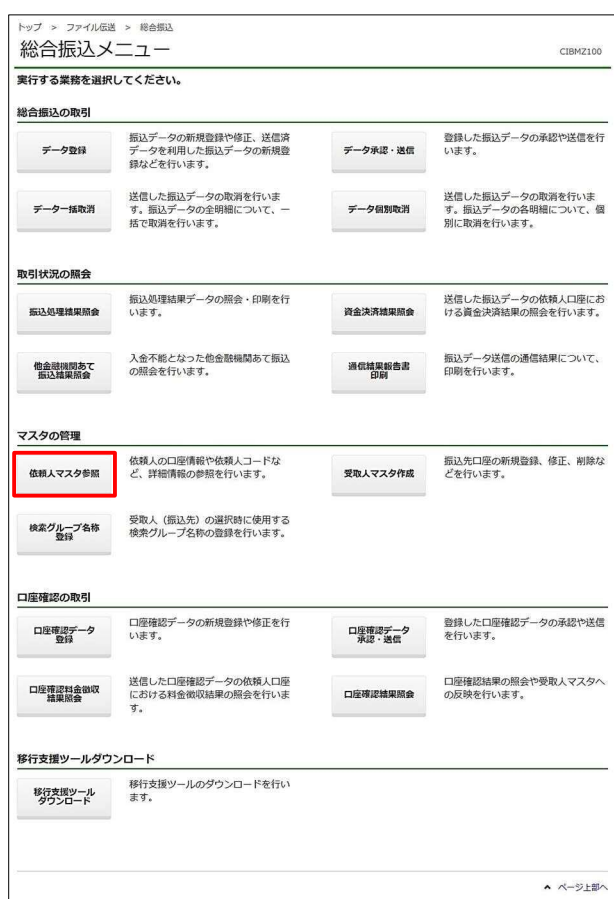 トップ > ファイル伝送 > 総合振込
総合振込メニュー
CIBMZ100
実行する業務を選択してください。
総合振込の取引
データ登録
振込データの新規登録や修正、送信済
データを利用した振込データの新規登
録などを行います。
データ承認・送信
登録した振込データの承認や送信を行
います。
データ一括取消
送信した振込データの取消を行いま
す。振込データの全明細について、一
括で取消を行います。
データ個別取消
送信した振込データの取消を行いま
す。振込データの各明細について、個
別に取消を行います。
取引状況の照会
振込処理結果照会
振込処理結果データの照会・印刷を行
います。
資金決済結果照会
送信した振込データの依頼人口座にお
ける資金決済結果の照会を行います。
他金融機関あて
振込結果照会
入金不能となった他金融機関あて振込
の照会を行います。
通信結果報告書
印刷
振込データ送信の通信結果について、
印刷を行います。
マスタの管理
依頼人マスタ参照
依頼人の口座情報や依頼人コードな
ど、詳細情報の参照を行います。
受取人マスタ作成
振込先口座の新規登録、修正、削除な
どを行います。
検索グループ名称
登録
受取人（振込先）の選択時に使用する
検索グループ名称の登録を行います。
口座確認の取引
口座確認データ
登録
口座確認データの新規登録や修正を行
います。
口座確認データ
承認・送信
登録した口座確認データの承認や送信
を行います。
口座確認料金徴収
結果照会
送信した口座確認データの依頼人口座
における料金徴収結果の照会を行いま
す。
口座確認結果照会
口座確認結果の照会や受取人マスタへ
の反映を行います。
移行支援ツールダウンロード
移行支援ツール
ダウンロード
移行支援ツールのダウンロードを行い
ます。
ページ上部へ